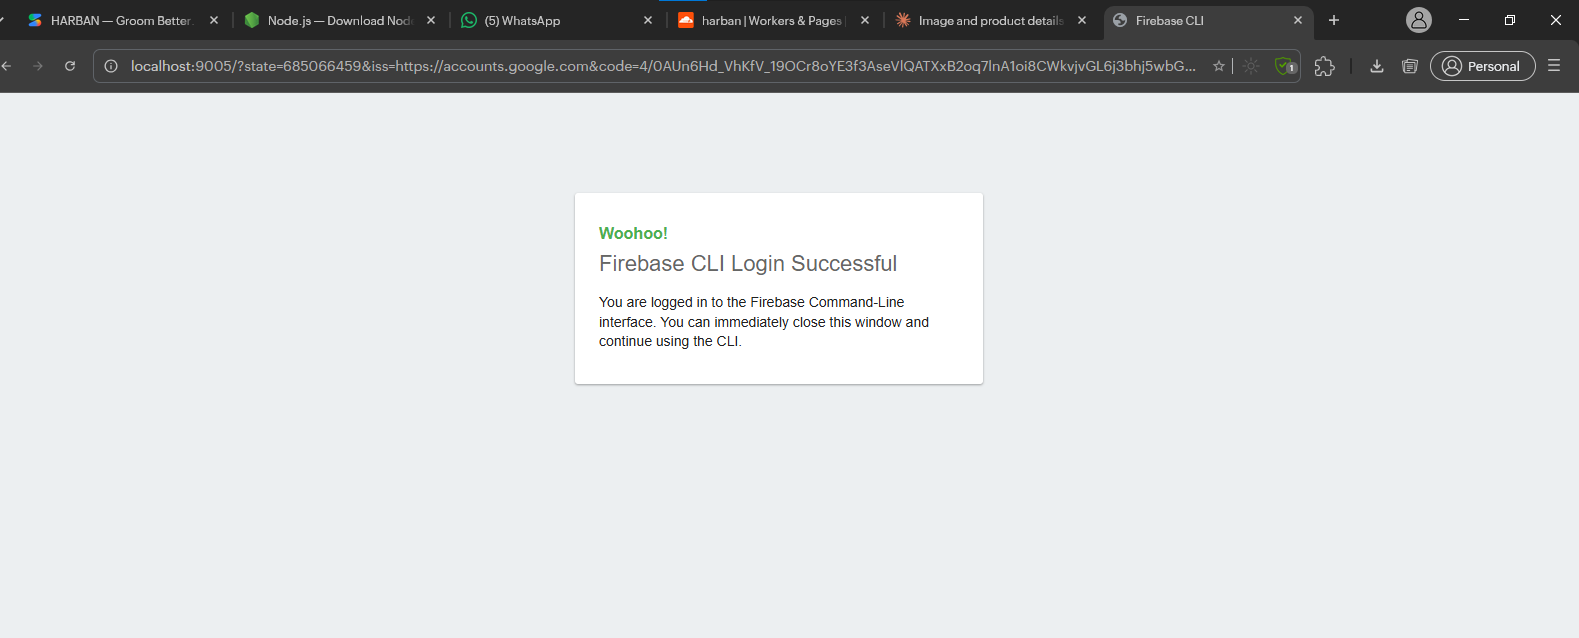 HARBAN — Groom Better.
Node.js — Download Node
(5) WhatsApp
harban | Workers & Pages |
Image and product details
Firebase CLI
localhost:9005/?state=685066459&iss=https://accounts.google.com&code=4/0AUn6Hd_VhKfV_19OCr8oYE3f3AseVlQATXxB2oq7lnA1oi8CWkvjvGL6j3bhj5wbG...
1
Personal
Woohoo!
Firebase CLI Login Successful
You are logged in to the Firebase Command-Line
interface. You can immediately close this window and
continue using the CLI.